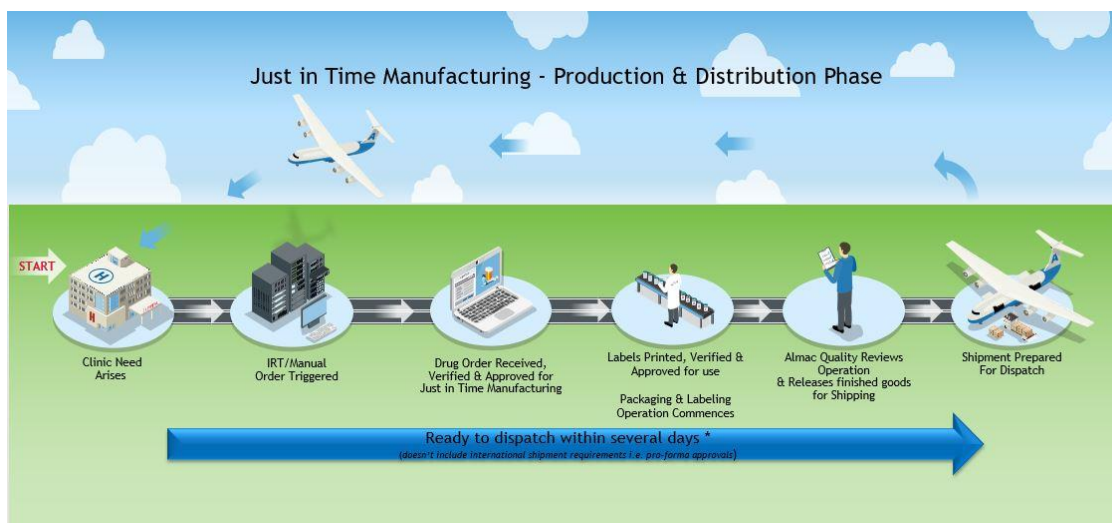 Just in Time Manufacturing - Production & Distribution Phase
START
H
H
A
Clinic Need
Arises
IRT/Manual
Order Triggered
Drug Order Received,
Verified & Approved for
Just in Time Manufacturing
Labels Printed, Verified &
Approved for use
Packaging & Labeling
Operation Commences
Almac Quality Reviews
Operation
& Releases finished goods
for Shipping
Shipment Prepared
For Dispatch
Ready to dispatch within several days *
(doesn't include international shipment requirements i.e. pro-forma approvals)